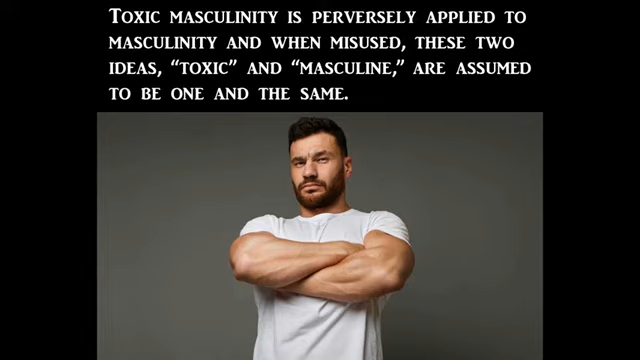 Toxic masculinity is perversely applied to
masculinity and when misused, these two
ideas, “toxic” and “masculine,” are assumed
to be one and the same.